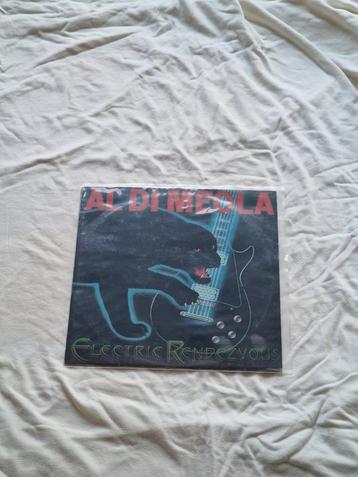 AL DI MEOLA
ELECTRIC RENDEZVOUS